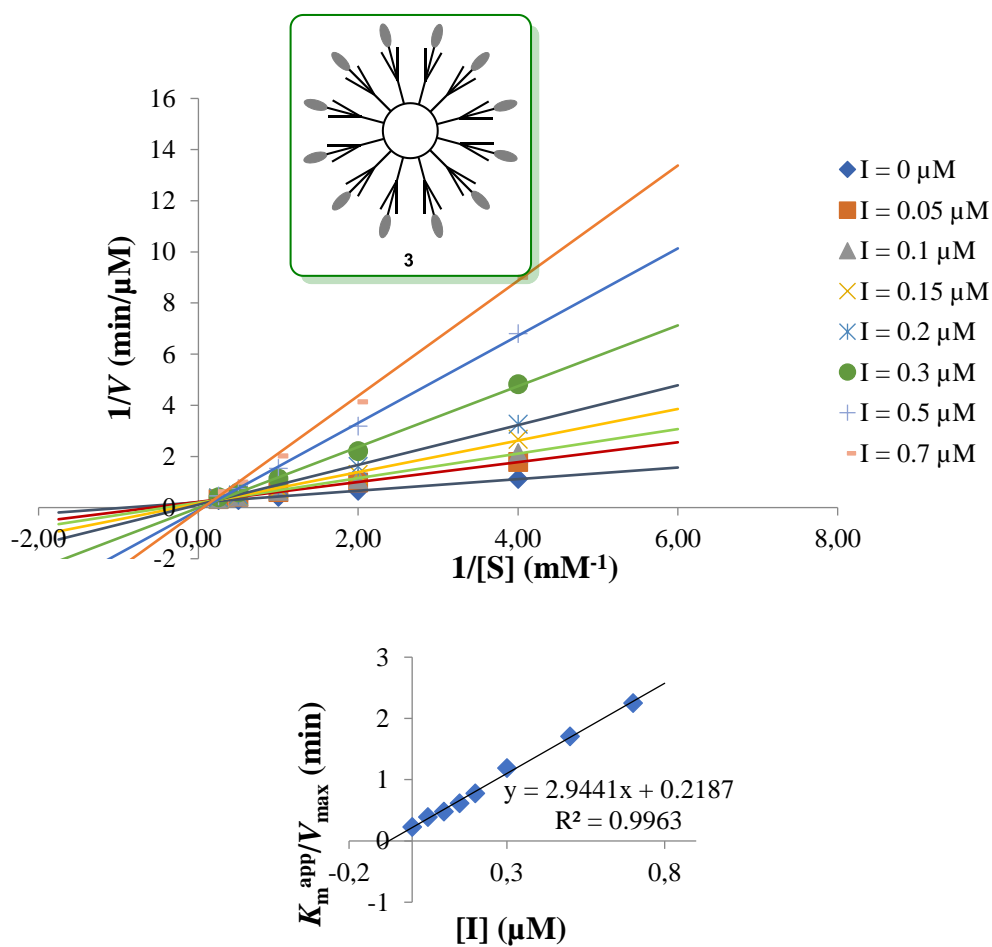 3
16
14
12
10
8
6
4
2
0
-2
-2,00
0,00
2,00
4,00
6,00
8,00
1/V (min/µM)
1/[S] (mM⁻¹)
I = 0 µM
I = 0.05 µM
I = 0.1 µM
I = 0.15 µM
I = 0.2 µM
I = 0.3 µM
I = 0.5 µM
I = 0.7 µM
3
2
1
0
-1
-0,2
0,3
0,8
y = 2.9441x + 0.2187
R² = 0.9963
Kₘᵃᵖᵖ/Vₘₐₓ (min)
[I] (µM)